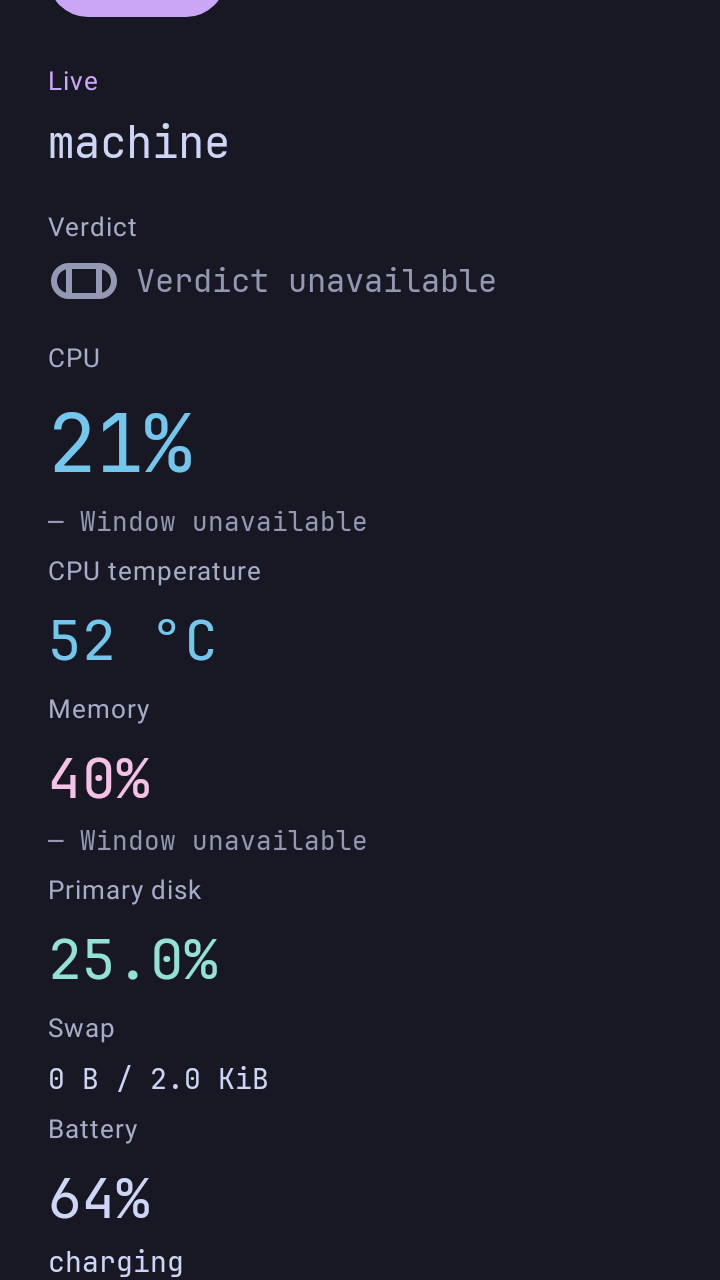 Live
machine
Verdict
Verdict unavailable
CPU
21%
— Window unavailable
CPU temperature
52 °C
Memory
40%
— Window unavailable
Primary disk
25.0%
Swap
0 B / 2.0 KiB
Battery
64%
charging